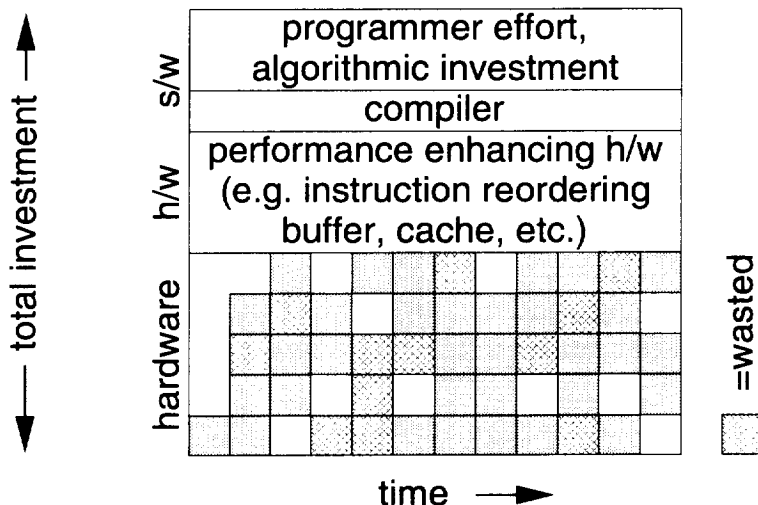 programmer effort,
algorithmic investment
compiler
performance enhancing h/w
(e.g. instruction reordering
buffer, cache, etc.)
total investment
s/w
h/w
hardware
=wasted
time